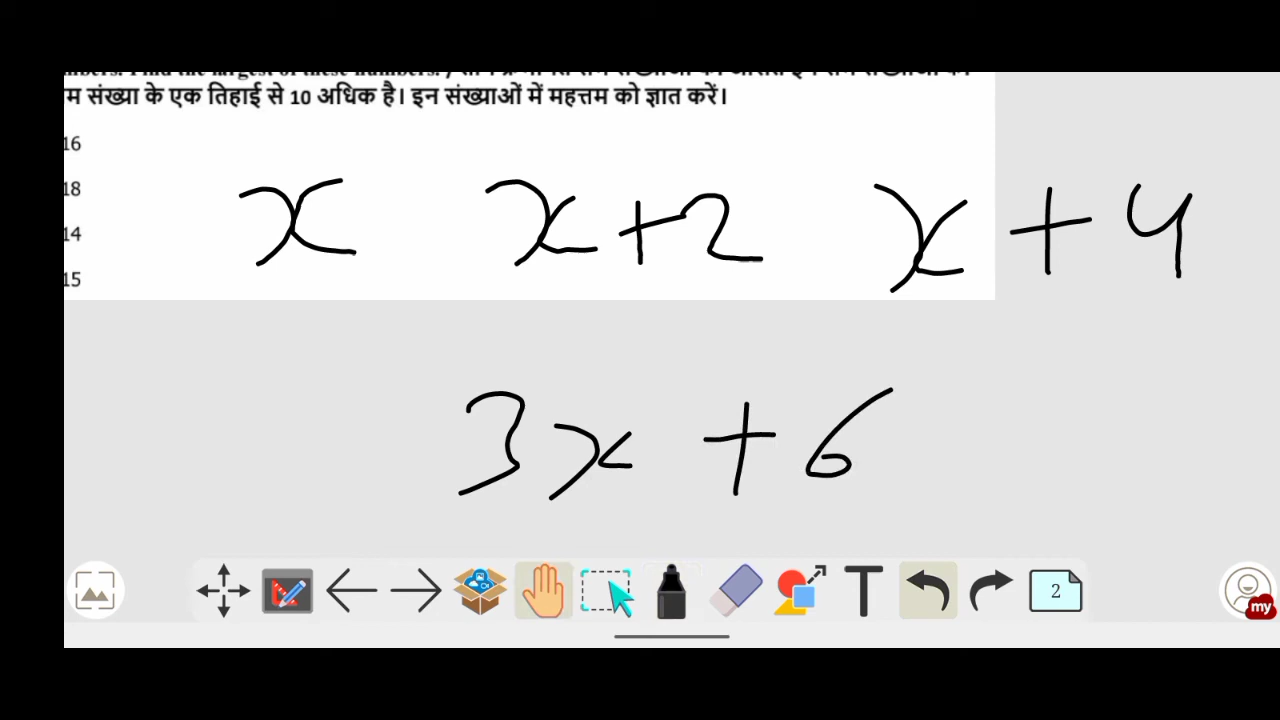 म संख्या के एक तिहाई से 10 अधिक है। इन संख्याओं में महत्तम को ज्ञात करें।
16
18
14
15
x x+2 x+4
3x+6
T
2
my